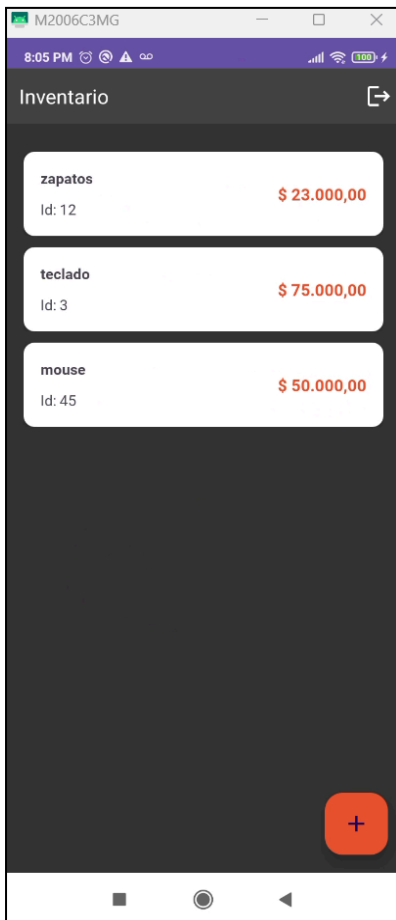 M2006C3MG
8:05 PM
100
Inventario
zapatos
$ 23.000,00
Id: 12
teclado
$ 75.000,00
Id: 3
mouse
$ 50.000,00
Id: 45
+